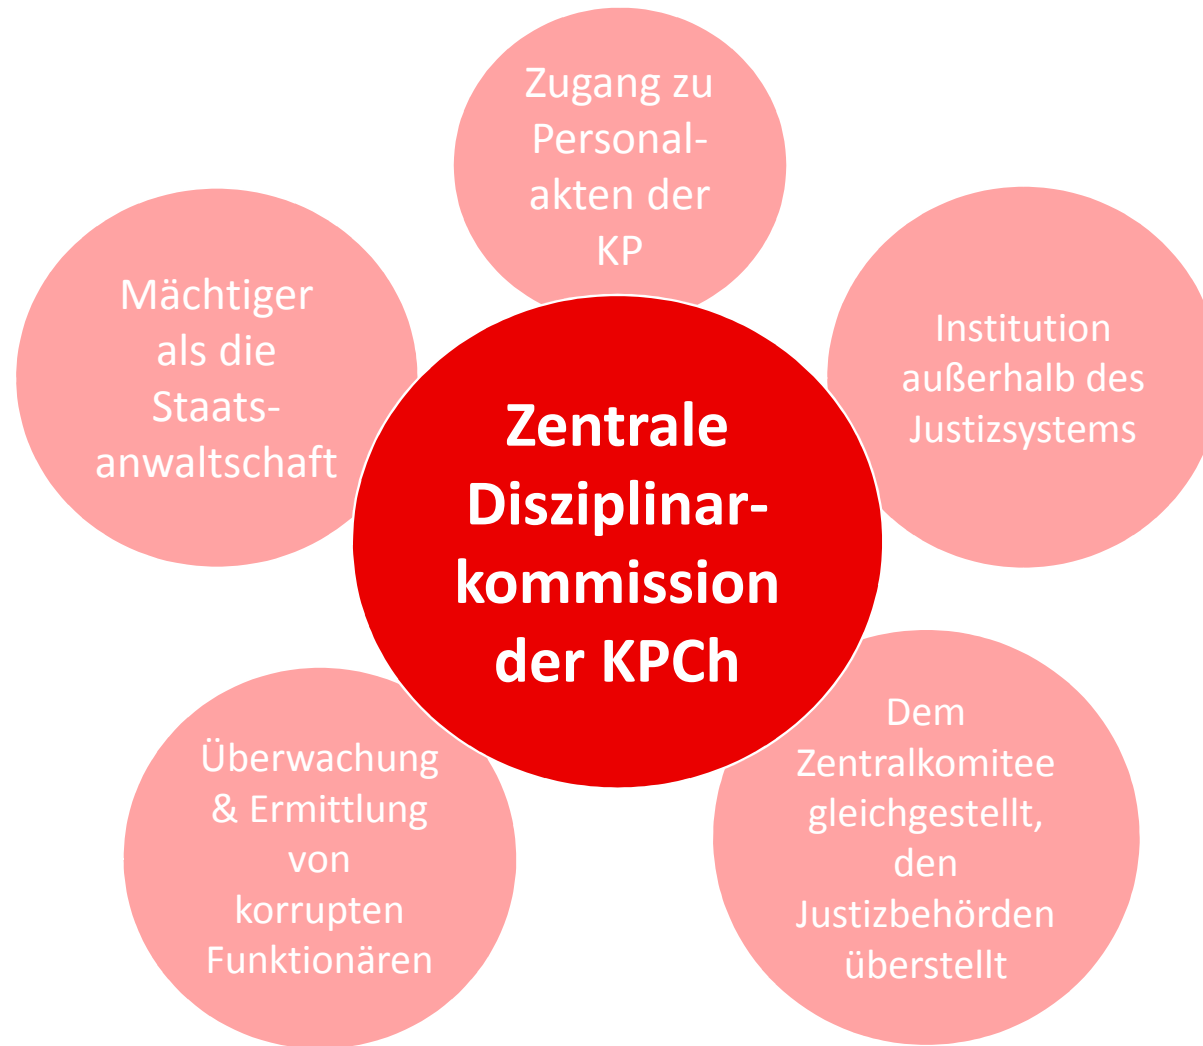 Zugang zu
Personal-
akten der
KP
Mächtiger
als die
Staats-
anwaltschaft
Institution
außerhalb des
Justizsystems
Zentrale
Disziplinar-
kommission
der KPCh
Überwachung
& Ermittlung
von
korrupten
Funktionären
Dem
Zentralkomitee
gleichgestellt,
den
Justizbehörden
überstellt